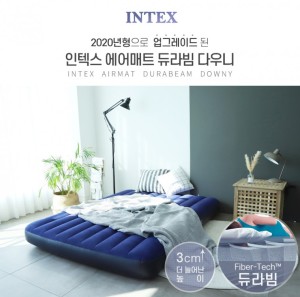 INTEX
2020년형으로 업그레이드 된
인텍스 에어매트 듀라빔 다우니
INTEX AIRMAT DURABEAM DOWNY
3cm
더 늘어난
높이
Fiber-Tech™
듀라빔